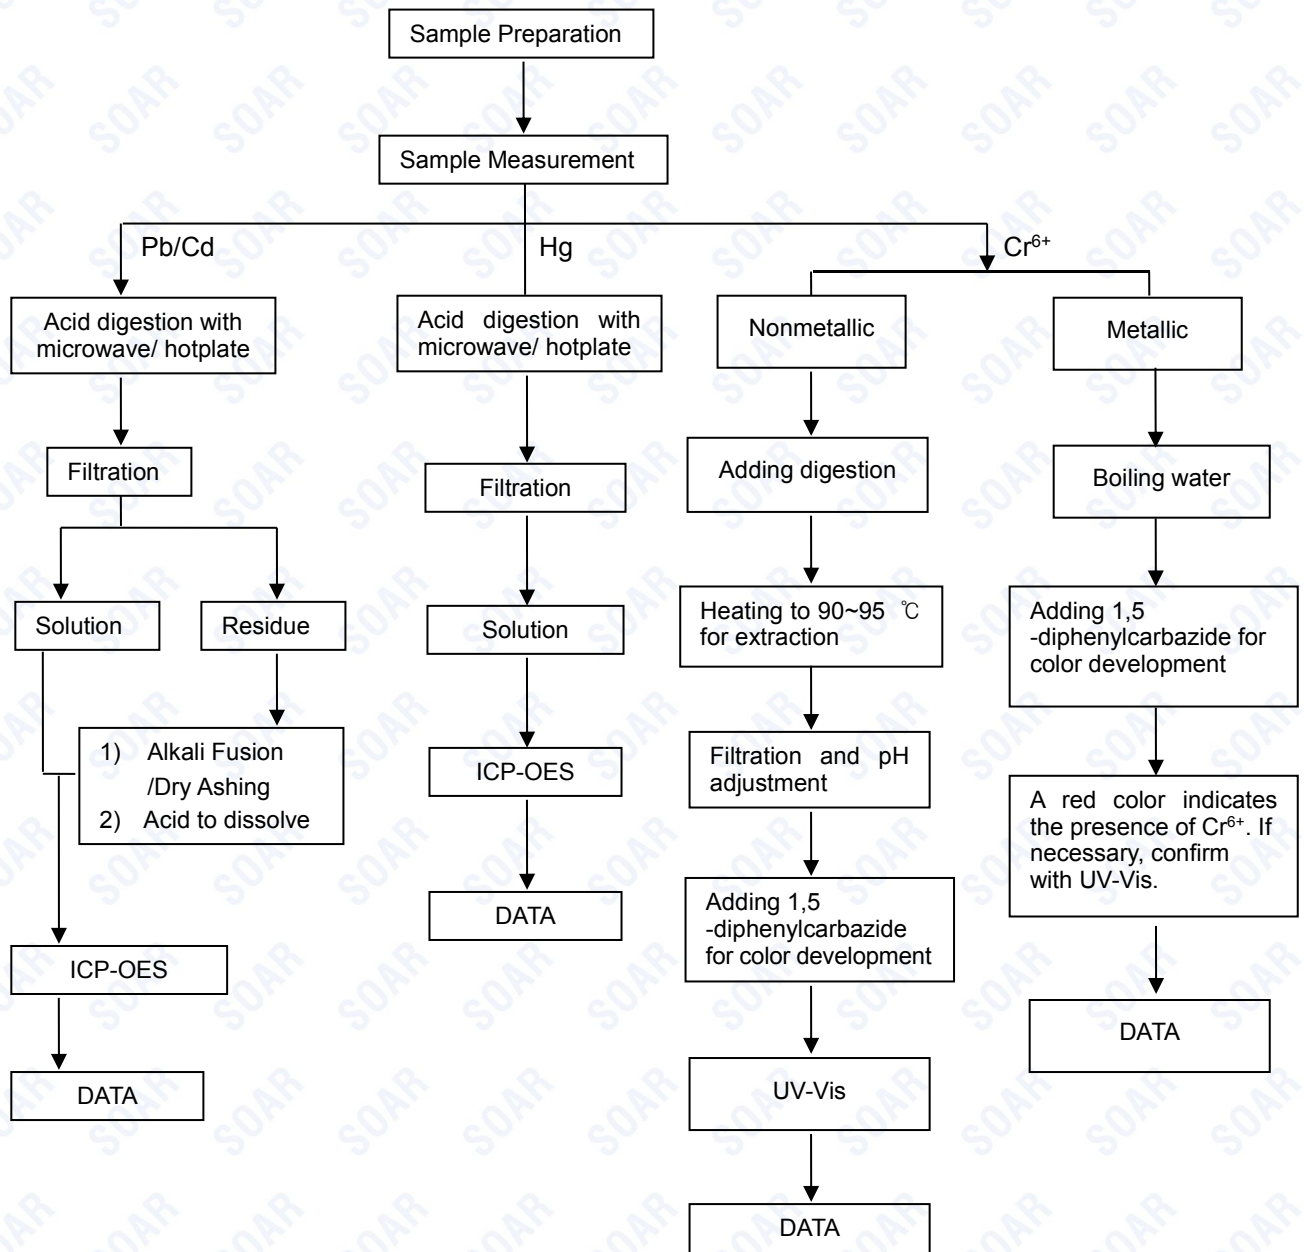 Sample Preparation
Sample Measurement
Pb/Cd
Hg
Cr⁶⁺
Acid digestion with
microwave/ hotplate
Filtration
Solution
Residue
1) Alkali Fusion
/Dry Ashing
2) Acid to dissolve
ICP-OES
DATA
Acid digestion with
microwave/ hotplate
Filtration
Solution
ICP-OES
DATA
Nonmetallic
Adding digestion
Heating to 90~95 ℃
for extraction
Filtration and pH
adjustment
Adding 1,5
-diphenylcarbazide
for color development
UV-Vis
DATA
Metallic
Boiling water
Adding 1,5
-diphenylcarbazide for
color development
A red color indicates
the presence of Cr⁶⁺. If
necessary, confirm
with UV-Vis.
DATA
SOAR